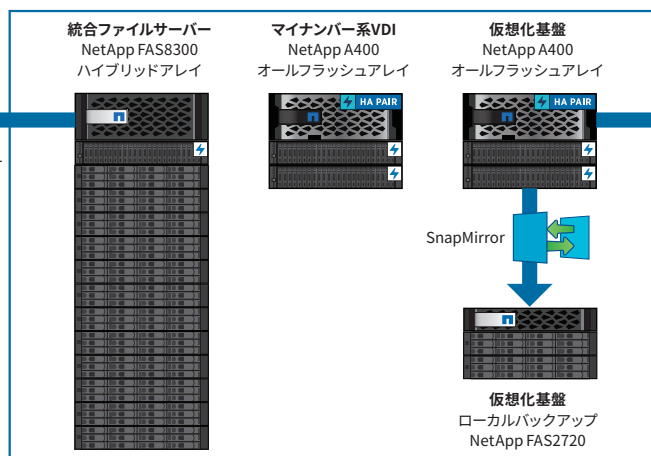 統合ファイルサーバー
NetApp FAS8300
ハイブリッドアレイ
マイナンバー系VDI
NetApp A400
オールフラッシュアレイ
HA PAIR
仮想化基盤
NetApp A400
オールフラッシュアレイ
HA PAIR
SnapMirror
仮想化基盤
ローカルバックアップ
NetApp FAS2720